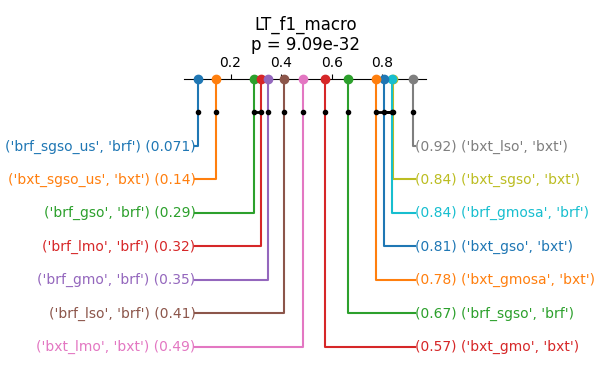 LT_f1_macro
p = 9.09e-32
0.2 0.4 0.6 0.8
('brf_sgso_us', 'brf') (0.071)
(0.92) ('bxt_lso', 'bxt')
('bxt_sgso_us', 'bxt') (0.14)
(0.84) ('bxt_sgso', 'bxt')
('brf_gso', 'brf') (0.29)
(0.84) ('brf_gmosa', 'brf')
('brf_lmo', 'brf') (0.32)
(0.81) ('bxt_gso', 'bxt')
('brf_gmo', 'brf') (0.35)
(0.78) ('bxt_gmosa', 'bxt')
('brf_lso', 'brf') (0.41)
(0.67) ('brf_sgso', 'brf')
('bxt_lmo', 'bxt') (0.49)
(0.57) ('bxt_gmo', 'bxt')